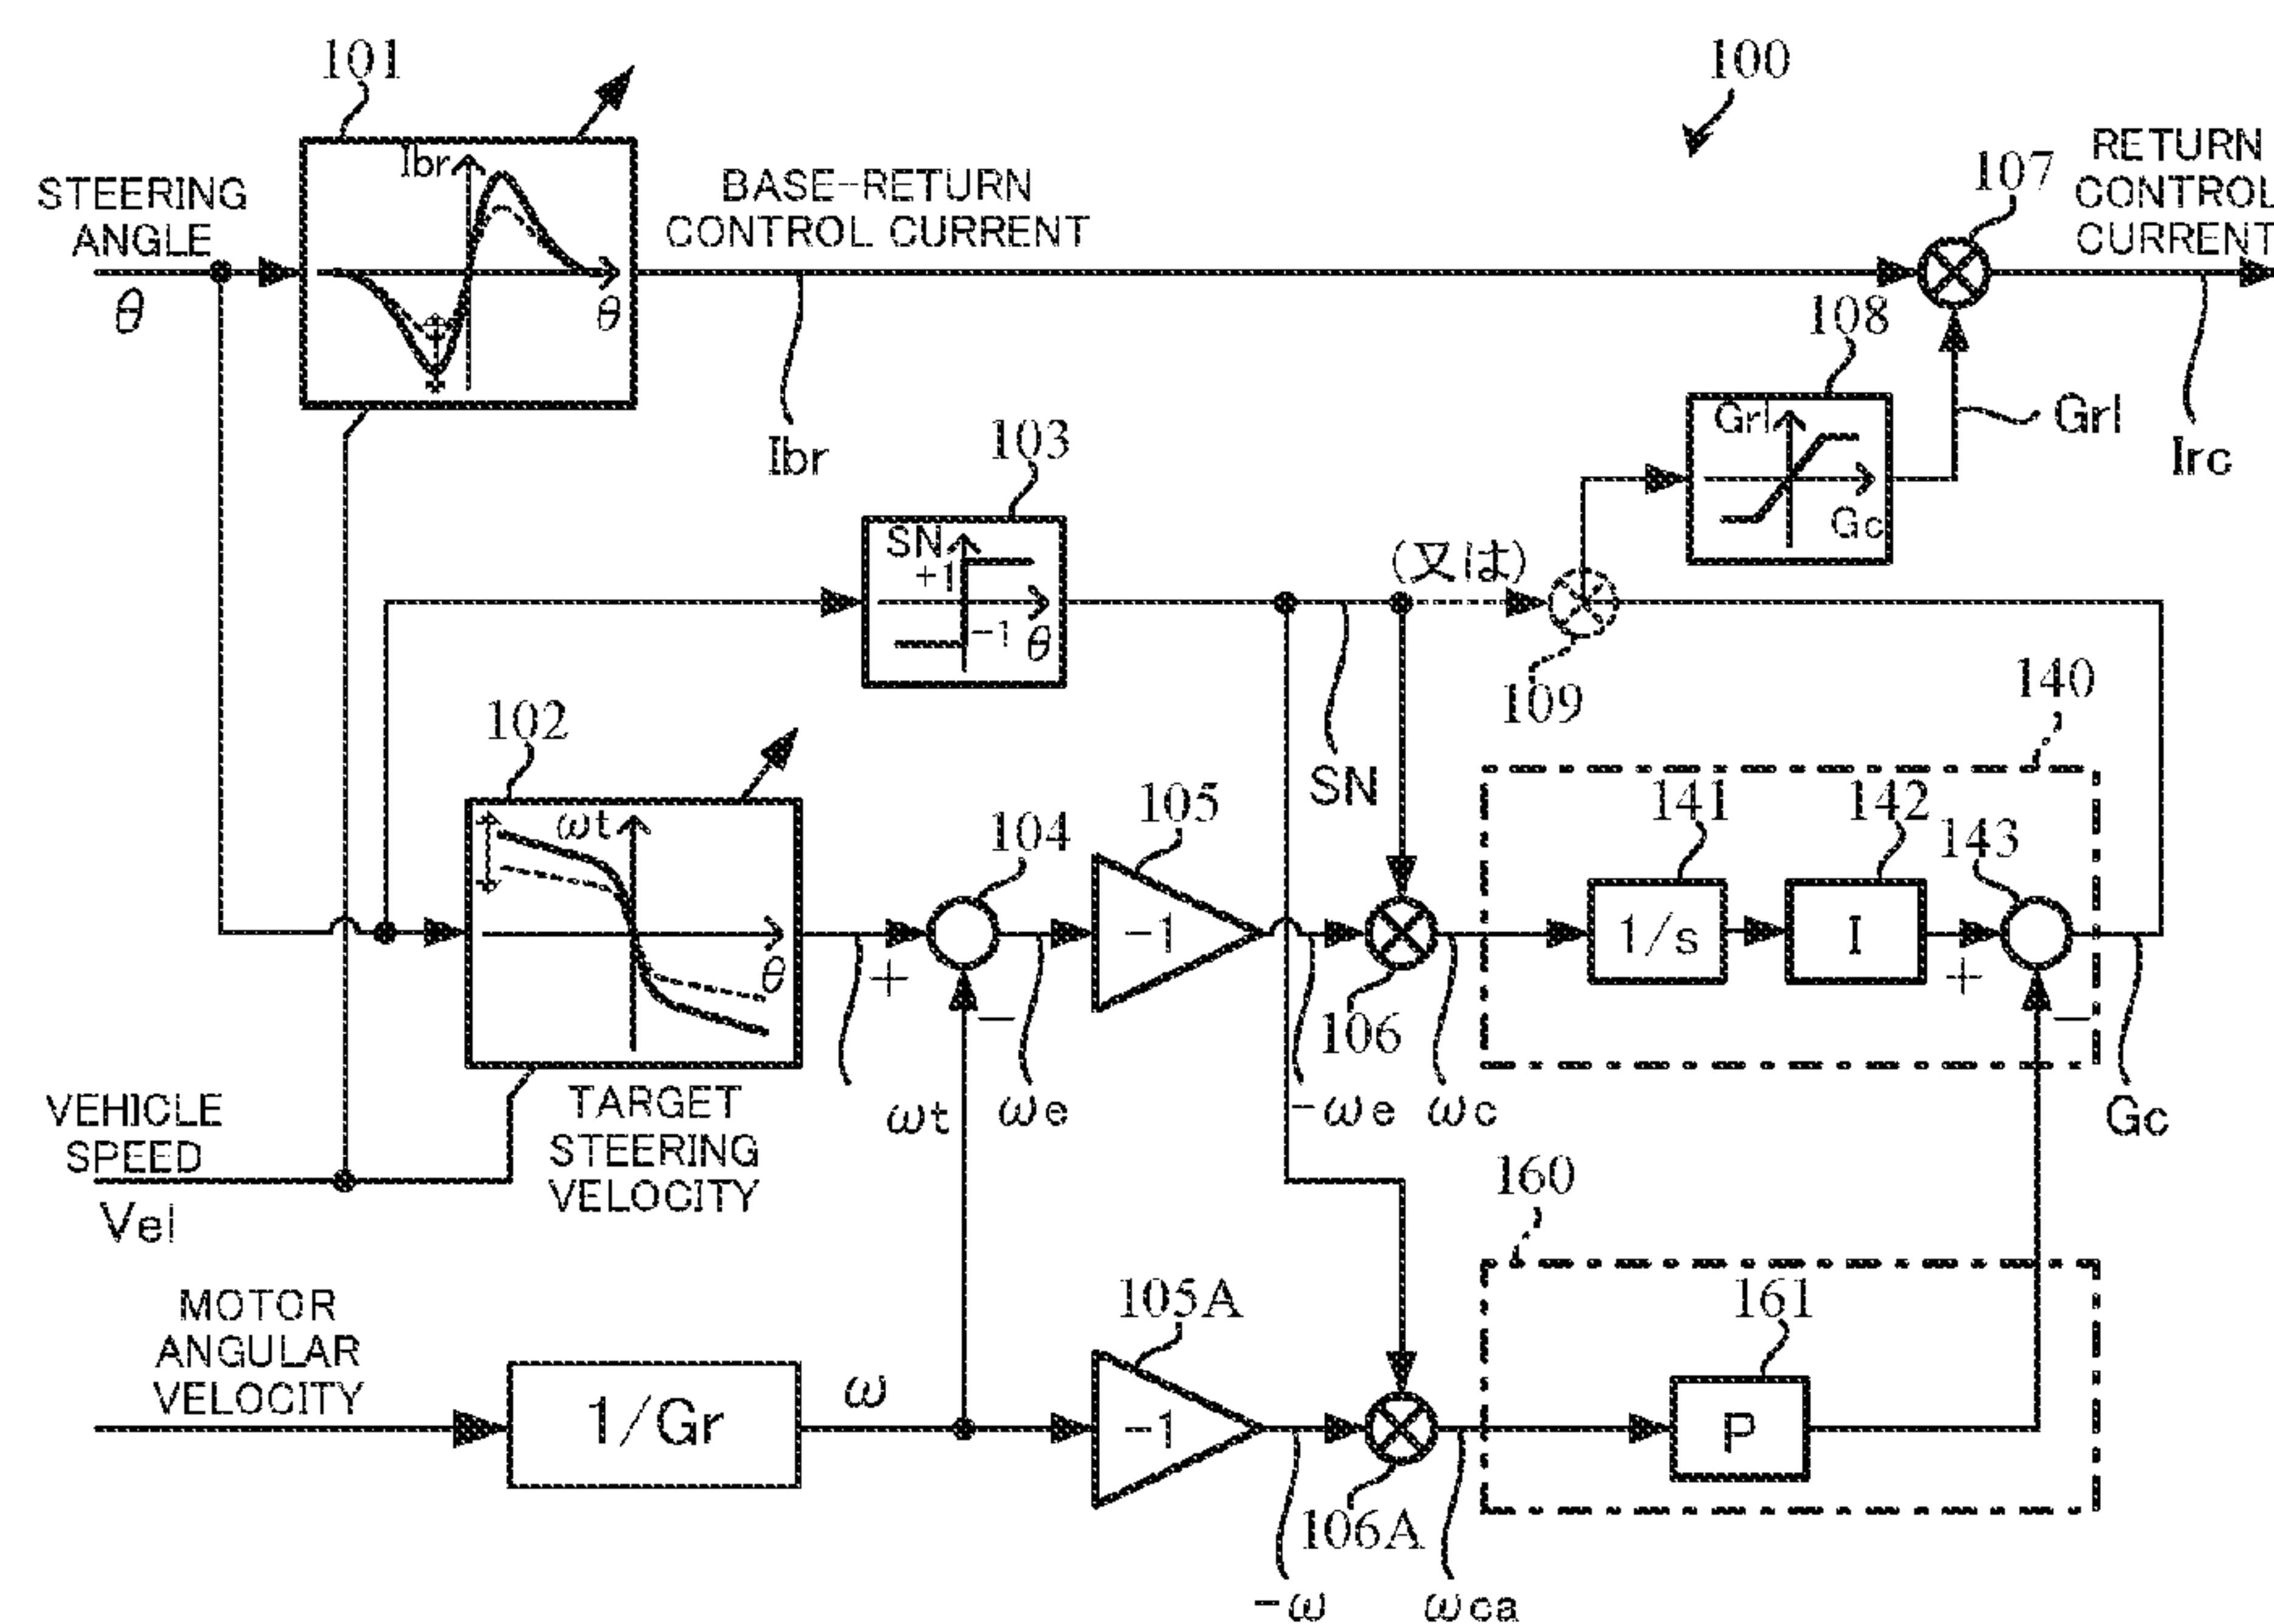 101
100
Ibr
θ
STEERING
ANGLE
θ
BASE-RETURN
CONTROL CURRENT
Ibr
107
RETURN
CONTROL
CURRENT
Irc
108
Grl
Gc
Grl
103
SN
+1
-1
θ
(又は)
109
SN
140
102
ωt
θ
104
105
-1
106
141
1/s
142
I
143
+
-
+
-
ωt
ωe
-ωe
ωc
Gc
VEHICLE
SPEED
Vel
TARGET
STEERING
VELOCITY
160
MOTOR
ANGULAR
VELOCITY
1/Gr
ω
105A
-1
106A
161
P
-ω
ωca